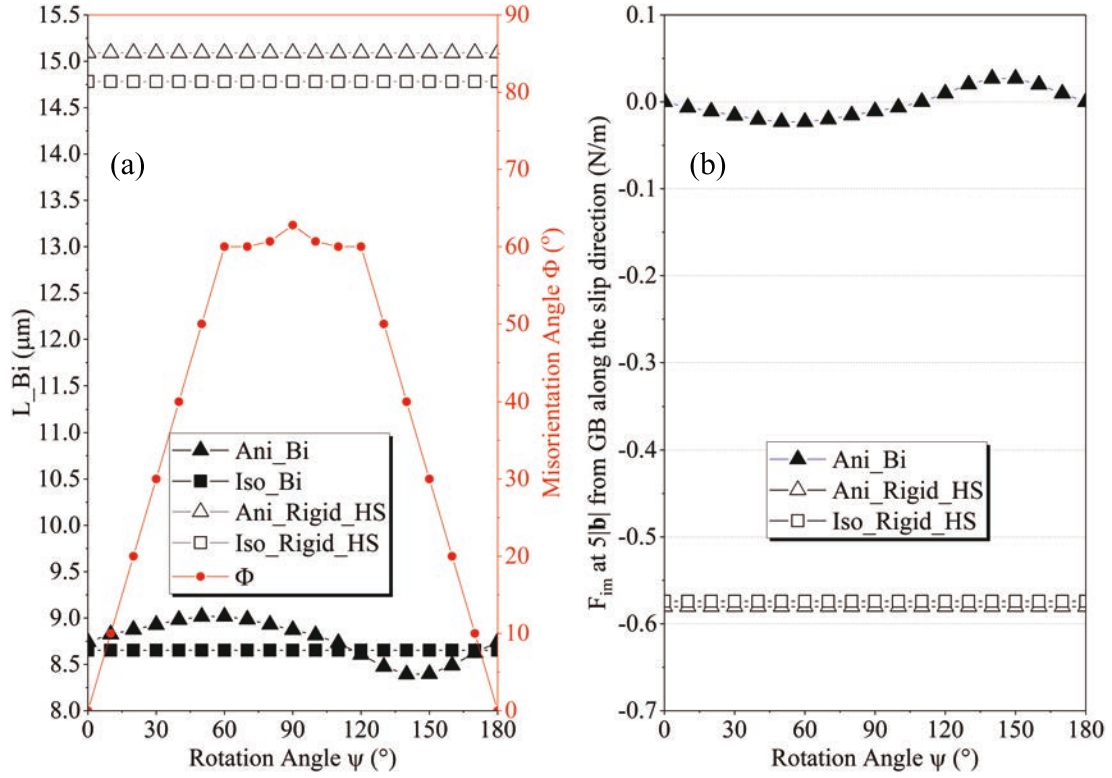 15.5
15.0
14.5
14.0
13.5
13.0
12.5
12.0
11.5
11.0
10.5
10.0
9.5
9.0
8.5
8.0
L_Bi (μm)
(a)
90
80
70
60
50
40
30
20
10
0
Misorientation Angle Φ (°)
Ani_Bi
Iso_Bi
Ani_Rigid_HS
Iso_Rigid_HS
Φ
0 30 60 90 120 150 180
Rotation Angle ψ (°)
0.1
0.0
-0.1
-0.2
-0.3
-0.4
-0.5
-0.6
-0.7
F_im at 5|b| from GB along the slip direction (N/m)
(b)
Ani_Bi
Ani_Rigid_HS
Iso_Rigid_HS
0 30 60 90 120 150 180
Rotation Angle ψ (°)